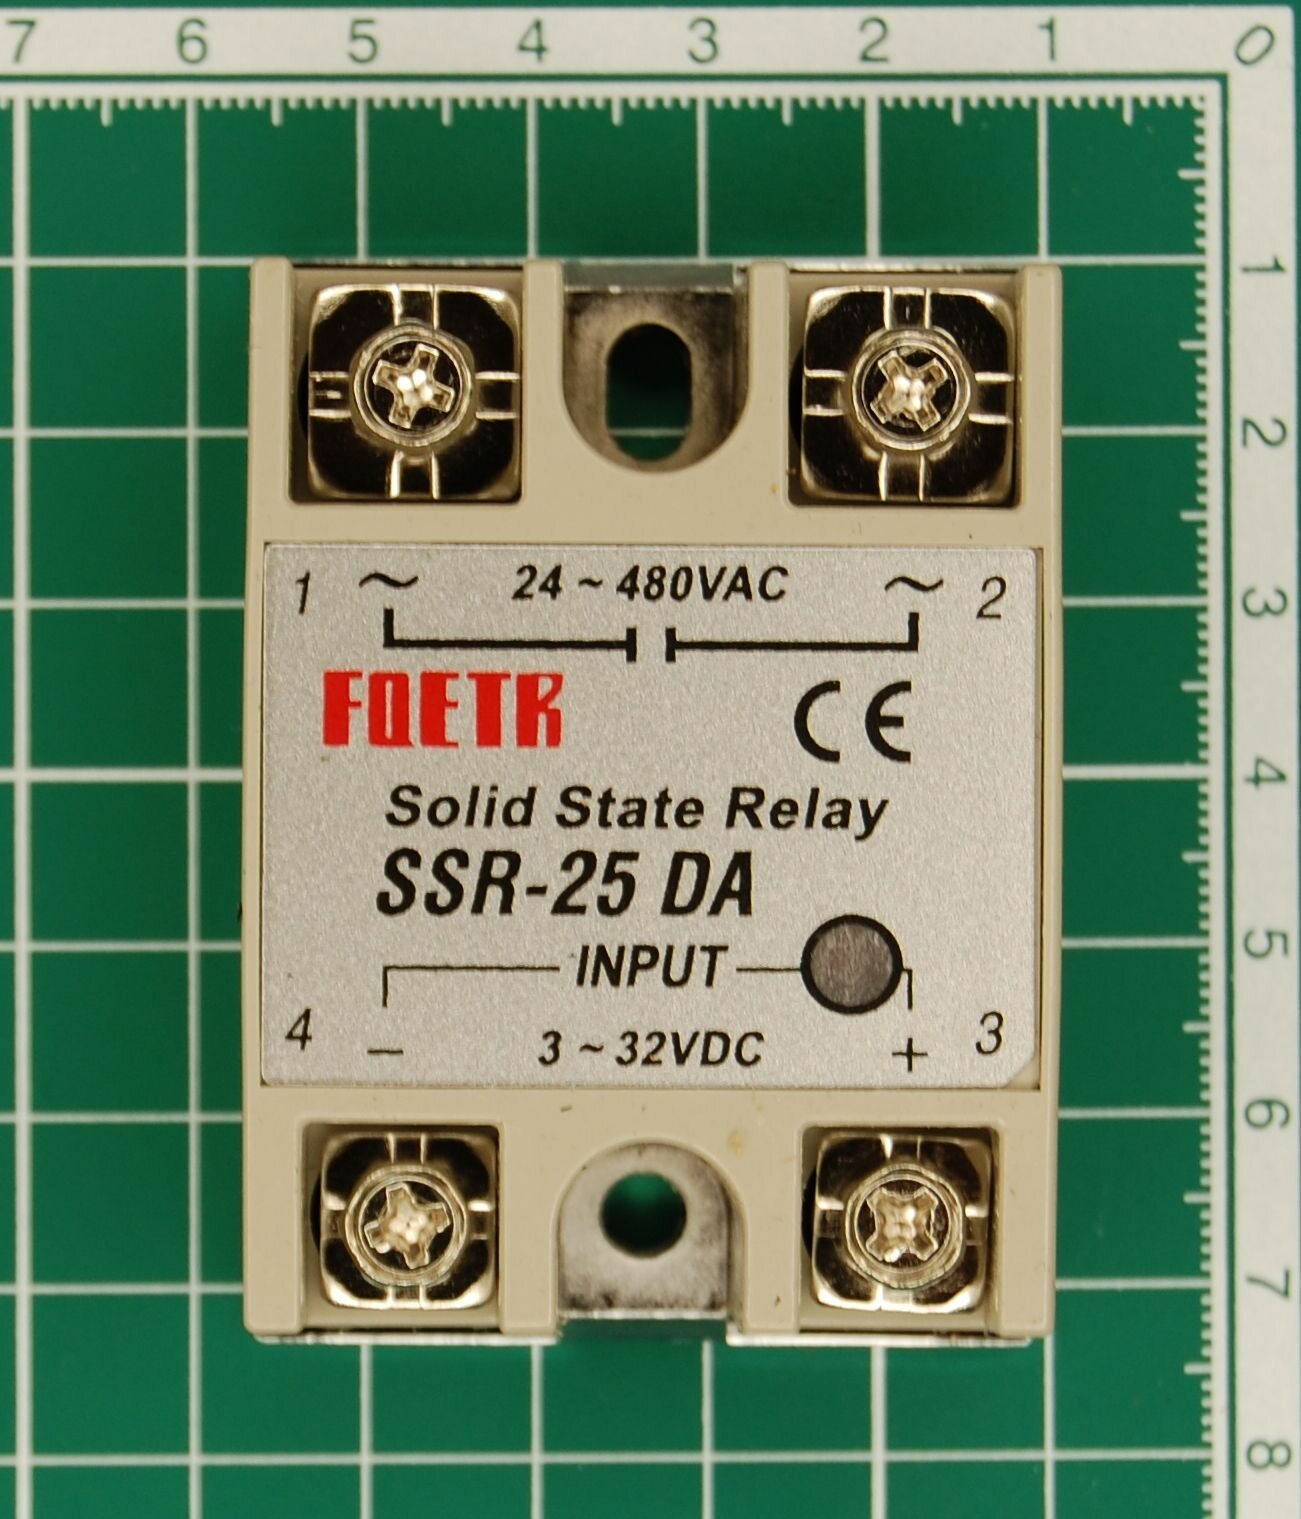 7 6 5 4 3 2 1 0
1
2
3
4
5
6
7
8
1 ~ 24 ~ 480VAC ~ 2
FQETR CE
Solid State Relay
SSR-25 DA
INPUT
4 - 3 ~ 32VDC + 3